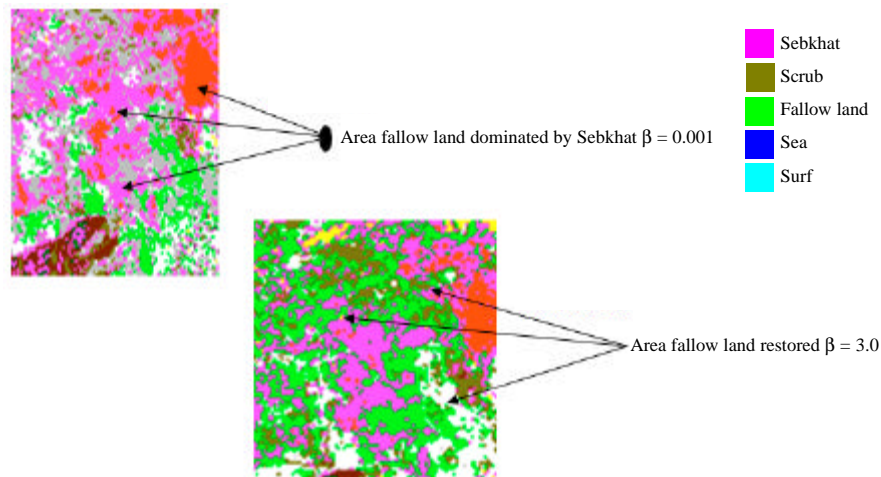 Sebkhat
Scrub
Fallow land
Sea
Surf
Area fallow land dominated by Sebkhat β = 0.001
Area fallow land restored β = 3.0